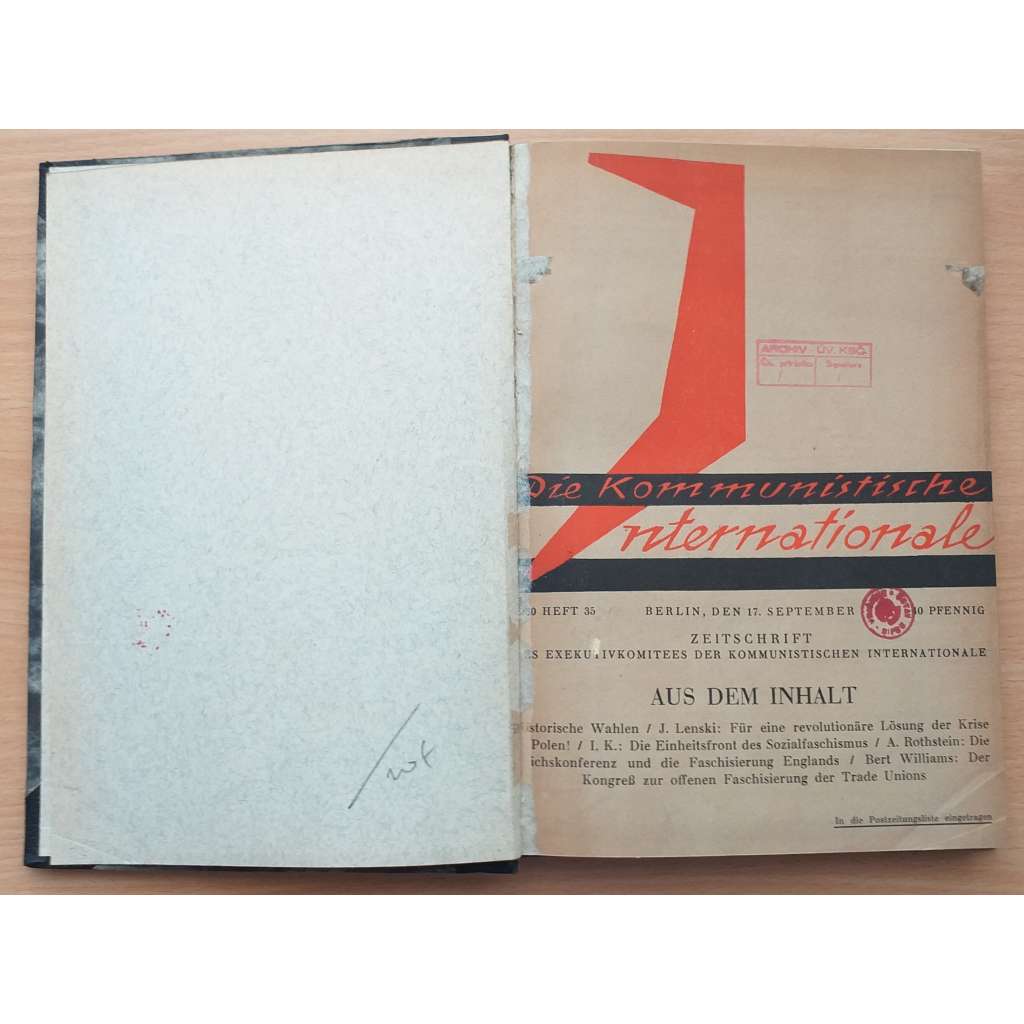 ARCHIV - ÚV. KSČ.
Signatura
Die Kommunistische
Internationale
HEFT 35 BERLIN, DEN 17. SEPTEMBER PFENNIG
ZEITSCHRIFT
EXEKUTIVKOMITEES DER KOMMUNISTISCHEN INTERNATIONALE
AUS DEM INHALT
storische Wahlen / J. Lenski: Für eine revolutionäre Lösung der Krise
Polen! / I. K.: Die Einheitsfront des Sozialfaschismus / A. Rothstein: Die
ichskonferenz und die Faschisierung Englands / Bert Williams: Der
Kongreß zur offenen Faschisierung der Trade Unions
In die Postzeitungsliste eingetragen